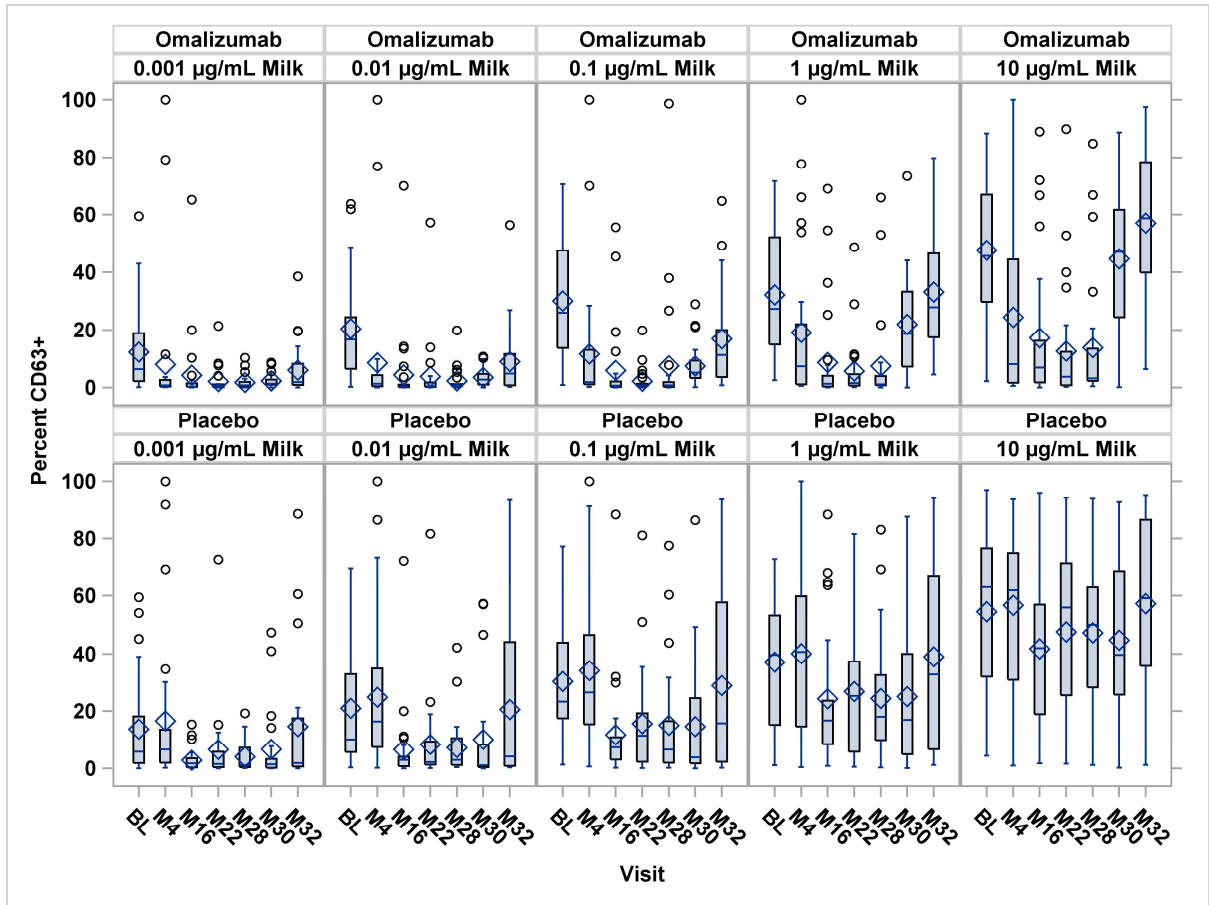 Omalizumab Omalizumab Omalizumab Omalizumab Omalizumab
0.001 µg/mL Milk 0.01 µg/mL Milk 0.1 µg/mL Milk 1 µg/mL Milk 10 µg/mL Milk
100
80
60
40
20
0
Percent CD63+
Placebo Placebo Placebo Placebo Placebo
0.001 µg/mL Milk 0.01 µg/mL Milk 0.1 µg/mL Milk 1 µg/mL Milk 10 µg/mL Milk
100
80
60
40
20
0
BL M4 M16 M22 M28 M30 M32 BL M4 M16 M22 M28 M30 M32 BL M4 M16 M22 M28 M30 M32 BL M4 M16 M22 M28 M30 M32 BL M4 M16 M22 M28 M30 M32
Visit